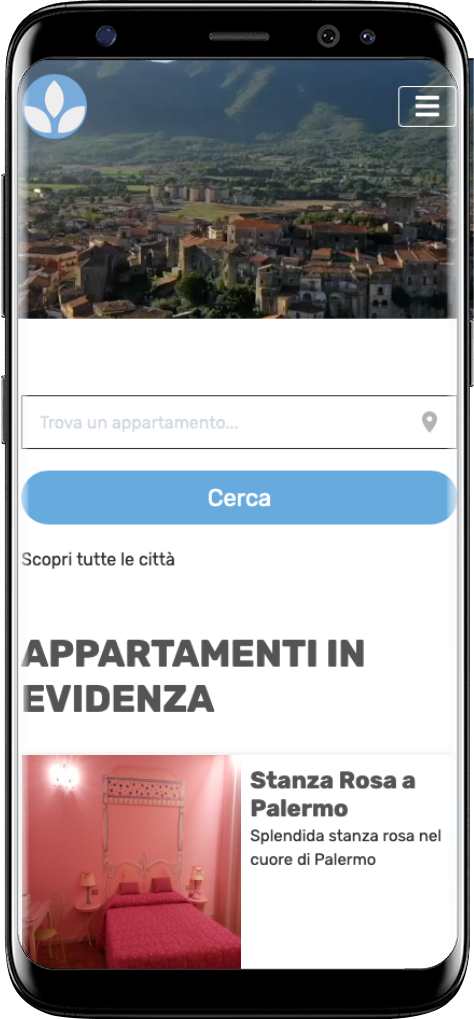 Trova un appartamento...
Cerca
Scopri tutte le città
APPARTAMENTI IN
EVIDENZA
Stanza Rosa a
Palermo
Splendida stanza rosa nel
cuore di Palermo